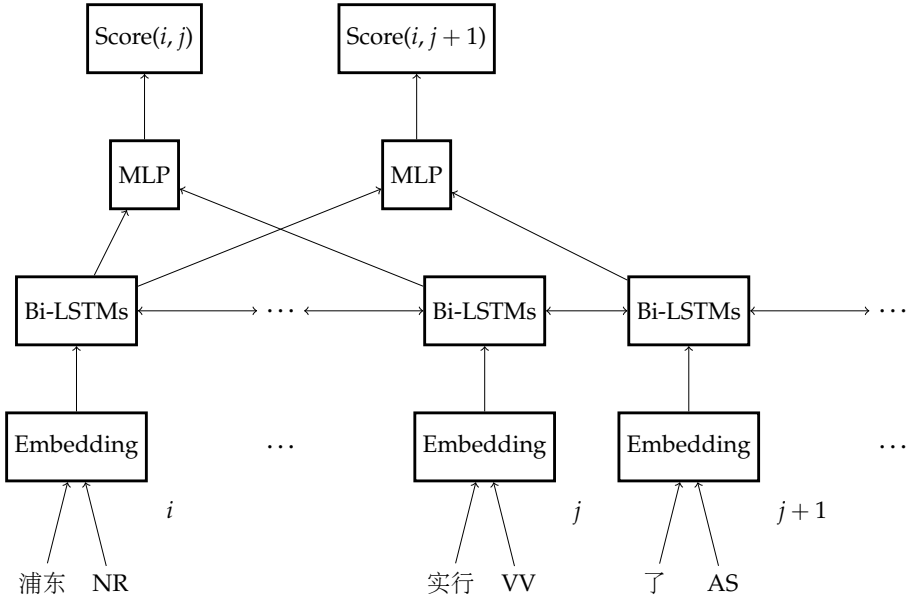 Score(i, j) Score(i, j + 1)
MLP MLP
Bi-LSTMs ··· Bi-LSTMs Bi-LSTMs ···
Embedding ··· Embedding Embedding ···
i j j + 1
浦东 NR 实行 VV 了 AS